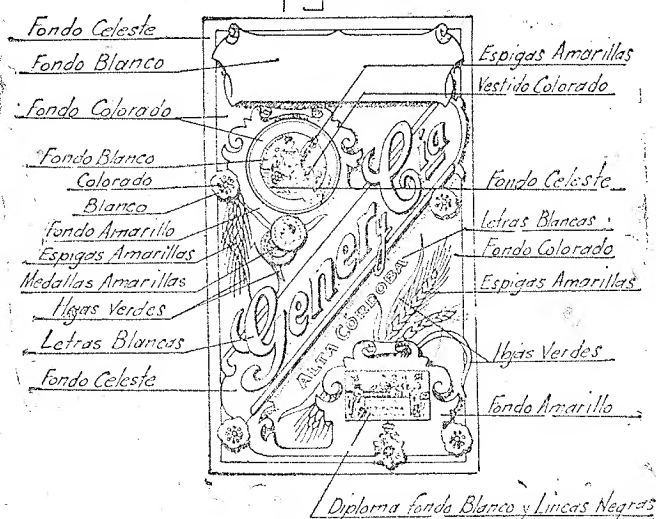 Fondo Celeste
Fondo Blanco
Fondo Colorado
Fondo Blanco
Colorado
Blanco
Fondo Amarillo
Espigas Amarillas
Medallas Amarillas
Hojas Verdes
Letras Blancas
Fondo Celeste
Gener y Cia
ALTA CÓRDOBA
Espigas Amarillas
Vestido Colorado
Fondo Celeste
Letras Blancas
Fondo Colorado
Espigas Amarillas
Hojas Verdes
Fondo Amarillo
Diploma fondo Blanco y Lineas Negras